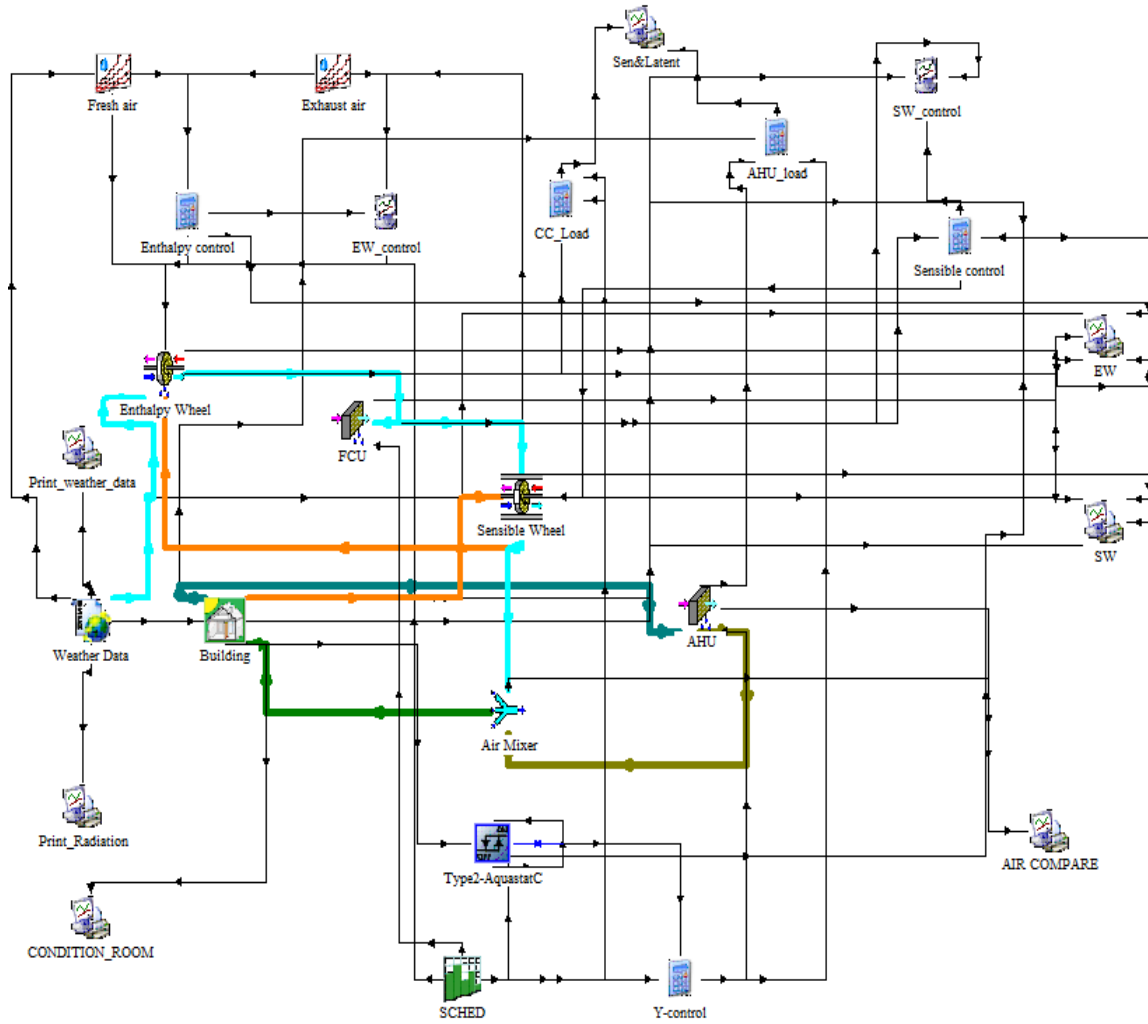 Sen&Latent
Fresh air
Exhaust air
SW_control
AHU_load
CC_Load
Enthalpy control
EW_control
Sensible control
EW
Enthalpy Wheel
FCU
Print_weather_data
Sensible Wheel
SW
Weather Data
Building
AHU
Air Mixer
Print_Radiation
AIR COMPARE
Type2-AquastatC
CONDITION_ROOM
SCHED
Y-control